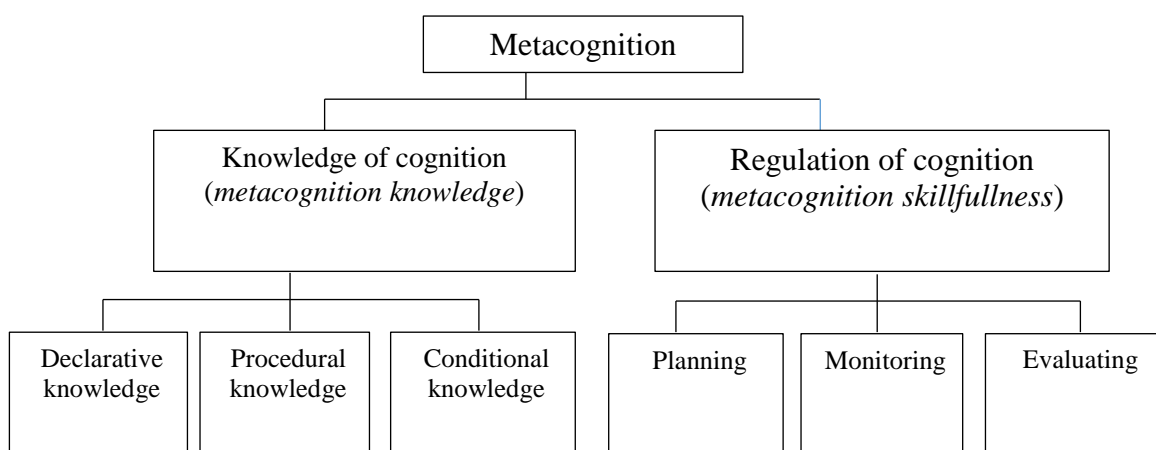 Metacognition
Knowledge of cognition
(metacognition knowledge)
Regulation of cognition
(metacognition skillfullness)
Declarative
knowledge
Procedural
knowledge
Conditional
knowledge
Planning
Monitoring
Evaluating